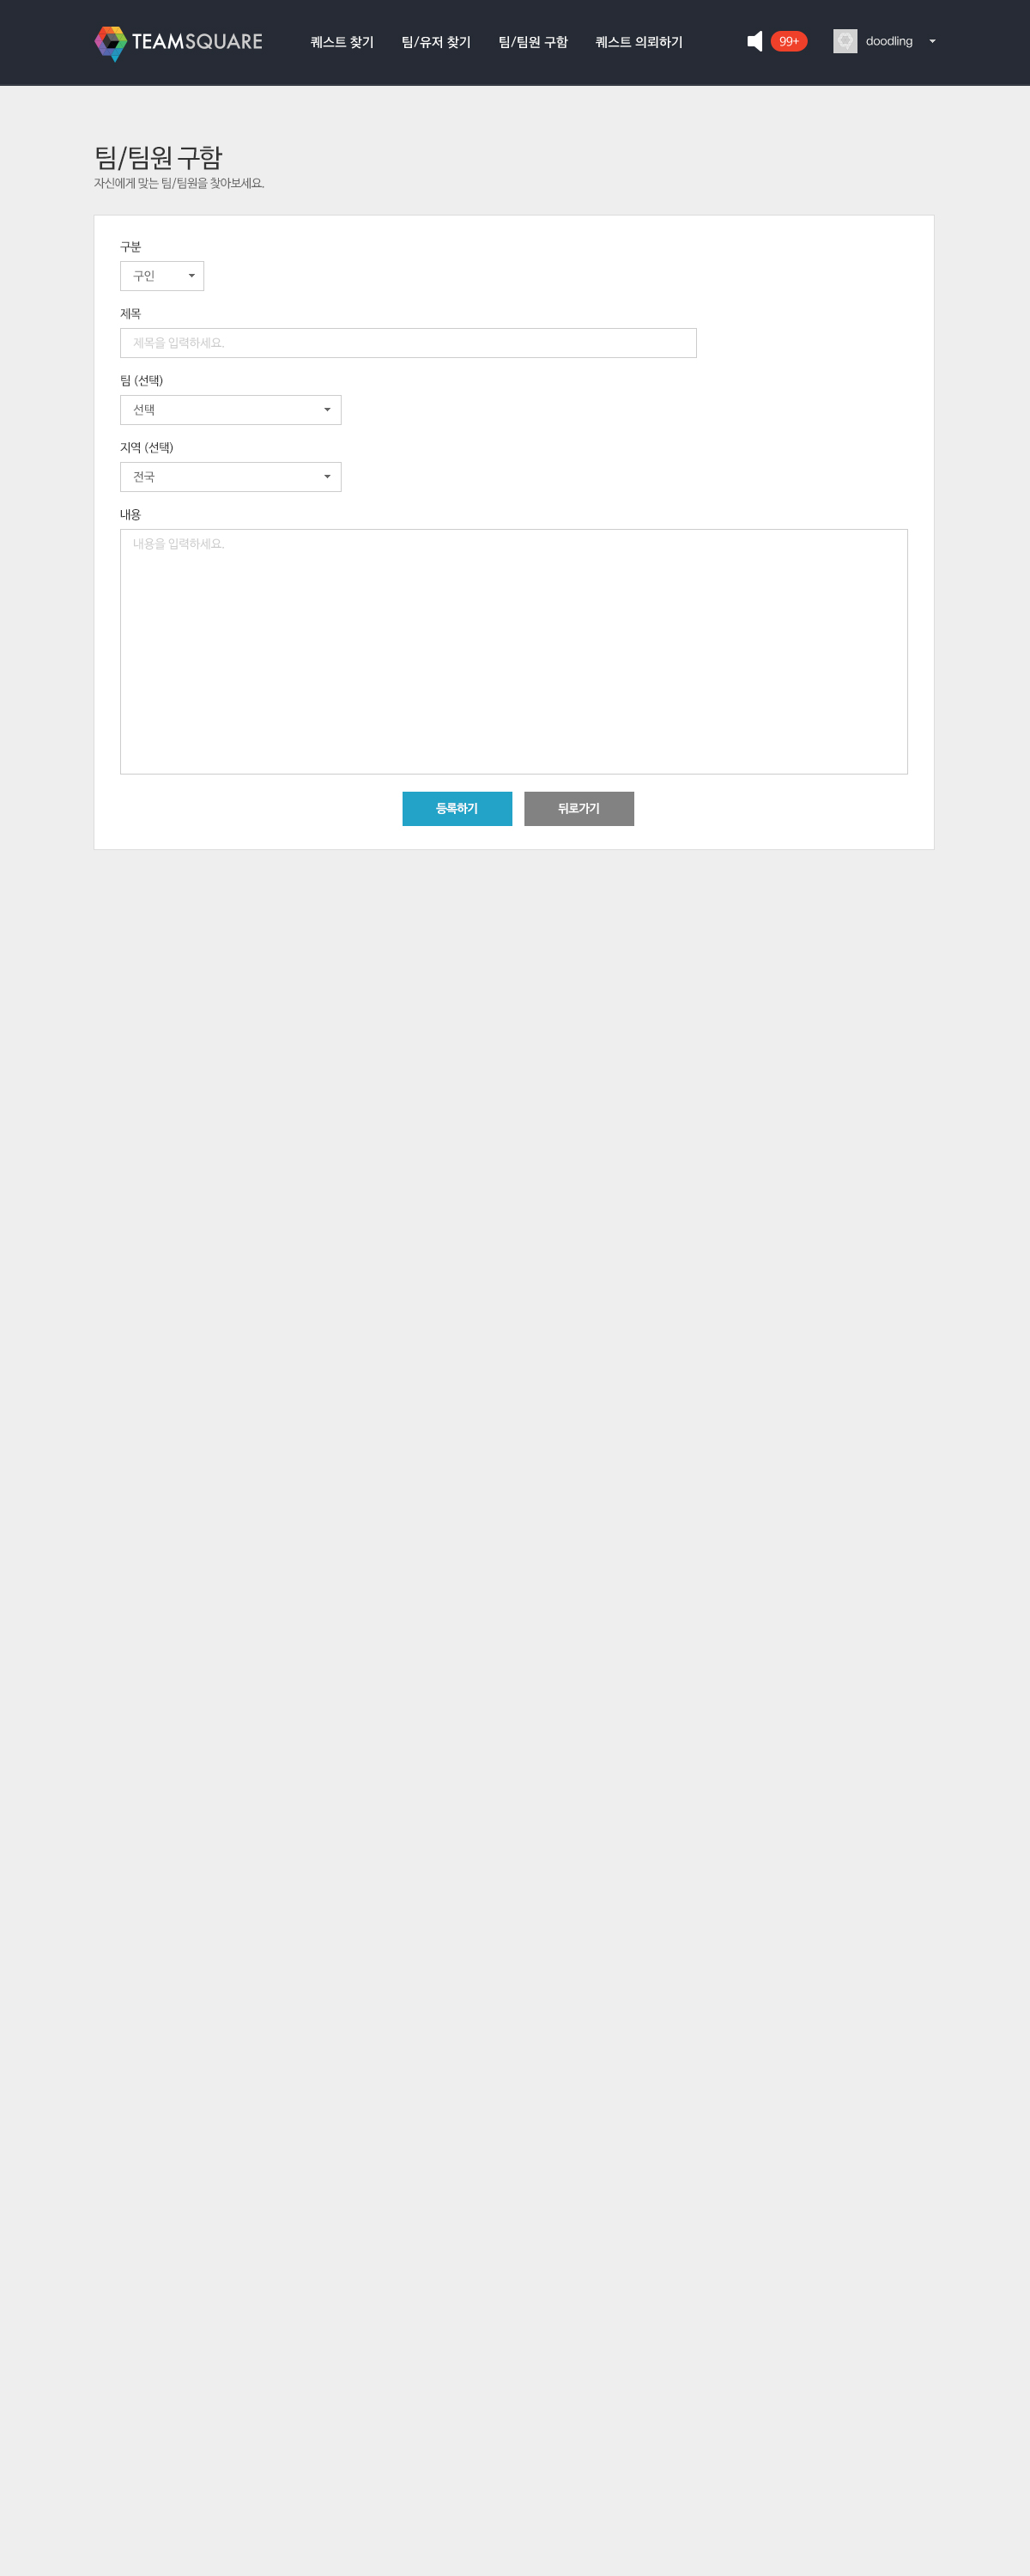 TEAMSQUARE 퀘스트 찾기 팀/유저 찾기 팀/팀원 구함 퀘스트 의뢰하기 99+ doodling
팀/팀원 구함
자신에게 맞는 팀/팀원을 찾아보세요.
구분
구인
제목
제목을 입력하세요.
팀 (선택)
선택
지역 (선택)
전국
내용
내용을 입력하세요.
등록하기 뒤로가기